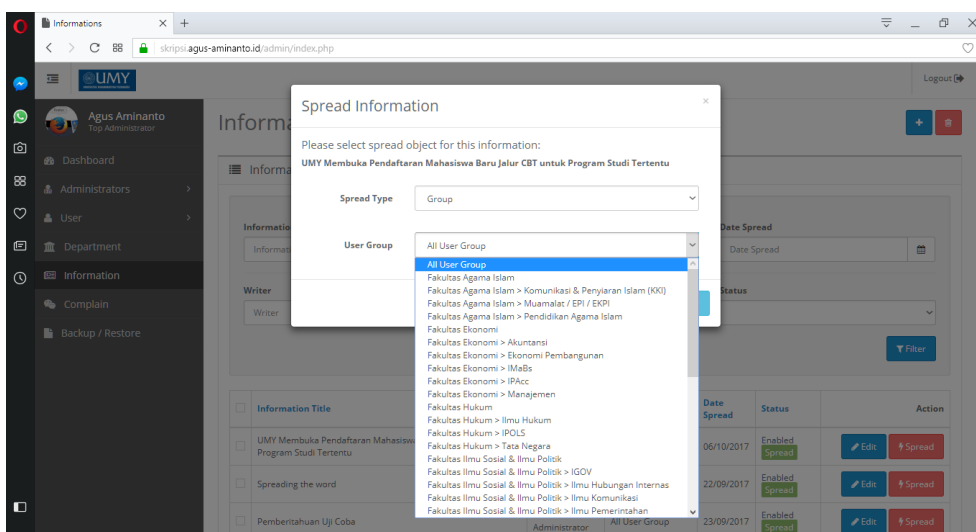 Informations
skripsi.agus-aminanto.id/admin/index.php
UMY
Logout
Agus Aminanto
Top Administrator
Dashboard
Administrators
User
Department
Information
Complain
Backup / Restore
Informa
Informa
Spread Information
×
Please select spread object for this information:
UMY Membuka Pendaftaran Mahasiswa Baru Jalur CBT untuk Program Studi Tertentu
Spread Type
Group
User Group
All User Group
All User Group
Fakultas Agama Islam
Fakultas Agama Islam > Komunikasi & Penyiaran Islam (KKI)
Fakultas Agama Islam > Muamalat / EPI / EKPI
Fakultas Agama Islam > Pendidikan Agama Islam
Fakultas Ekonomi
Fakultas Ekonomi > Akuntansi
Fakultas Ekonomi > Ekonomi Pembangunan
Fakultas Ekonomi > IMaBs
Fakultas Ekonomi > IPAcc
Fakultas Ekonomi > Manajemen
Fakultas Hukum
Fakultas Hukum > Ilmu Hukum
Fakultas Hukum > IPOLS
Fakultas Hukum > Tata Negara
Fakultas Ilmu Sosial & Ilmu Politik
Fakultas Ilmu Sosial & Ilmu Politik > IGOV
Fakultas Ilmu Sosial & Ilmu Politik > Ilmu Hubungan Internas
Fakultas Ilmu Sosial & Ilmu Politik > Ilmu Komunikasi
Fakultas Ilmu Sosial & Ilmu Politik > Ilmu Pemerintahan
Informatio
Informat
Date Spread
Date Spread
Writer
Writer
Status
Filter
Information Title
Date Spread
Status
Action
UMY Membuka Pendaftaran Mahasisw
Program Studi Tertentu
06/10/2017
Enabled
Spread
Edit
Spread
Spreading the word
22/09/2017
Enabled
Spread
Edit
Spread
Pemberitahuan Uji Coba
Administrator
All User Group
23/09/2017
Enabled
Spread
Edit
Spread